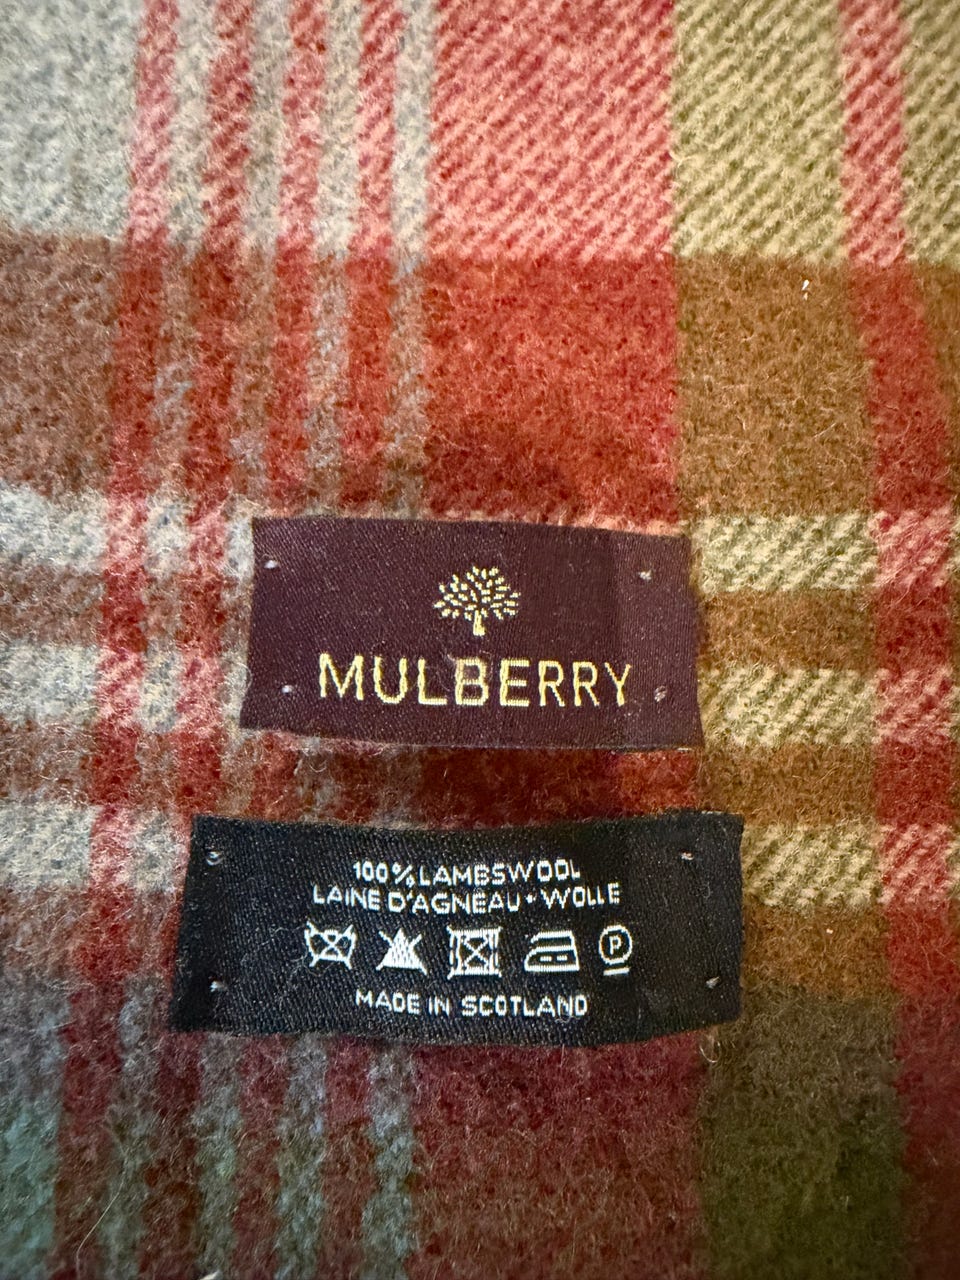 MULBERRY
100% LAMBSWOOL
LAINE D'AGNEAU • WOLLE
P
MADE IN SCOTLAND